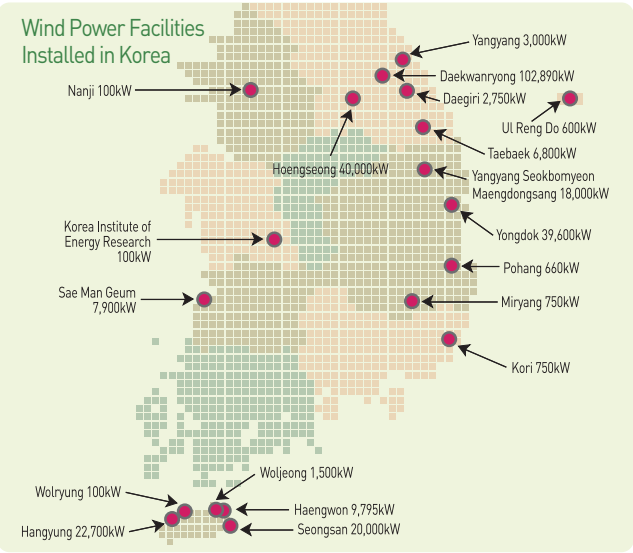 Wind Power Facilities
Installed in Korea
Yangyang 3,000kW
Daekwanryong 102,890kW
Nanji 100kW
Daegiri 2,750kW
Ul Reng Do 600kW
Taebaek 6,800kW
Hoengseong 40,000kW
Yangyang Seokbomyeon
Maengdongsang 18,000kW
Korea Institute of
Energy Research
100kW
Yongdok 39,600kW
Pohang 660kW
Sae Man Geum
7,900kW
Miryang 750kW
Kori 750kW
Woljeong 1,500kW
Wolryung 100kW
Haengwon 9,795kW
Hangyung 22,700kW
Seongsan 20,000kW